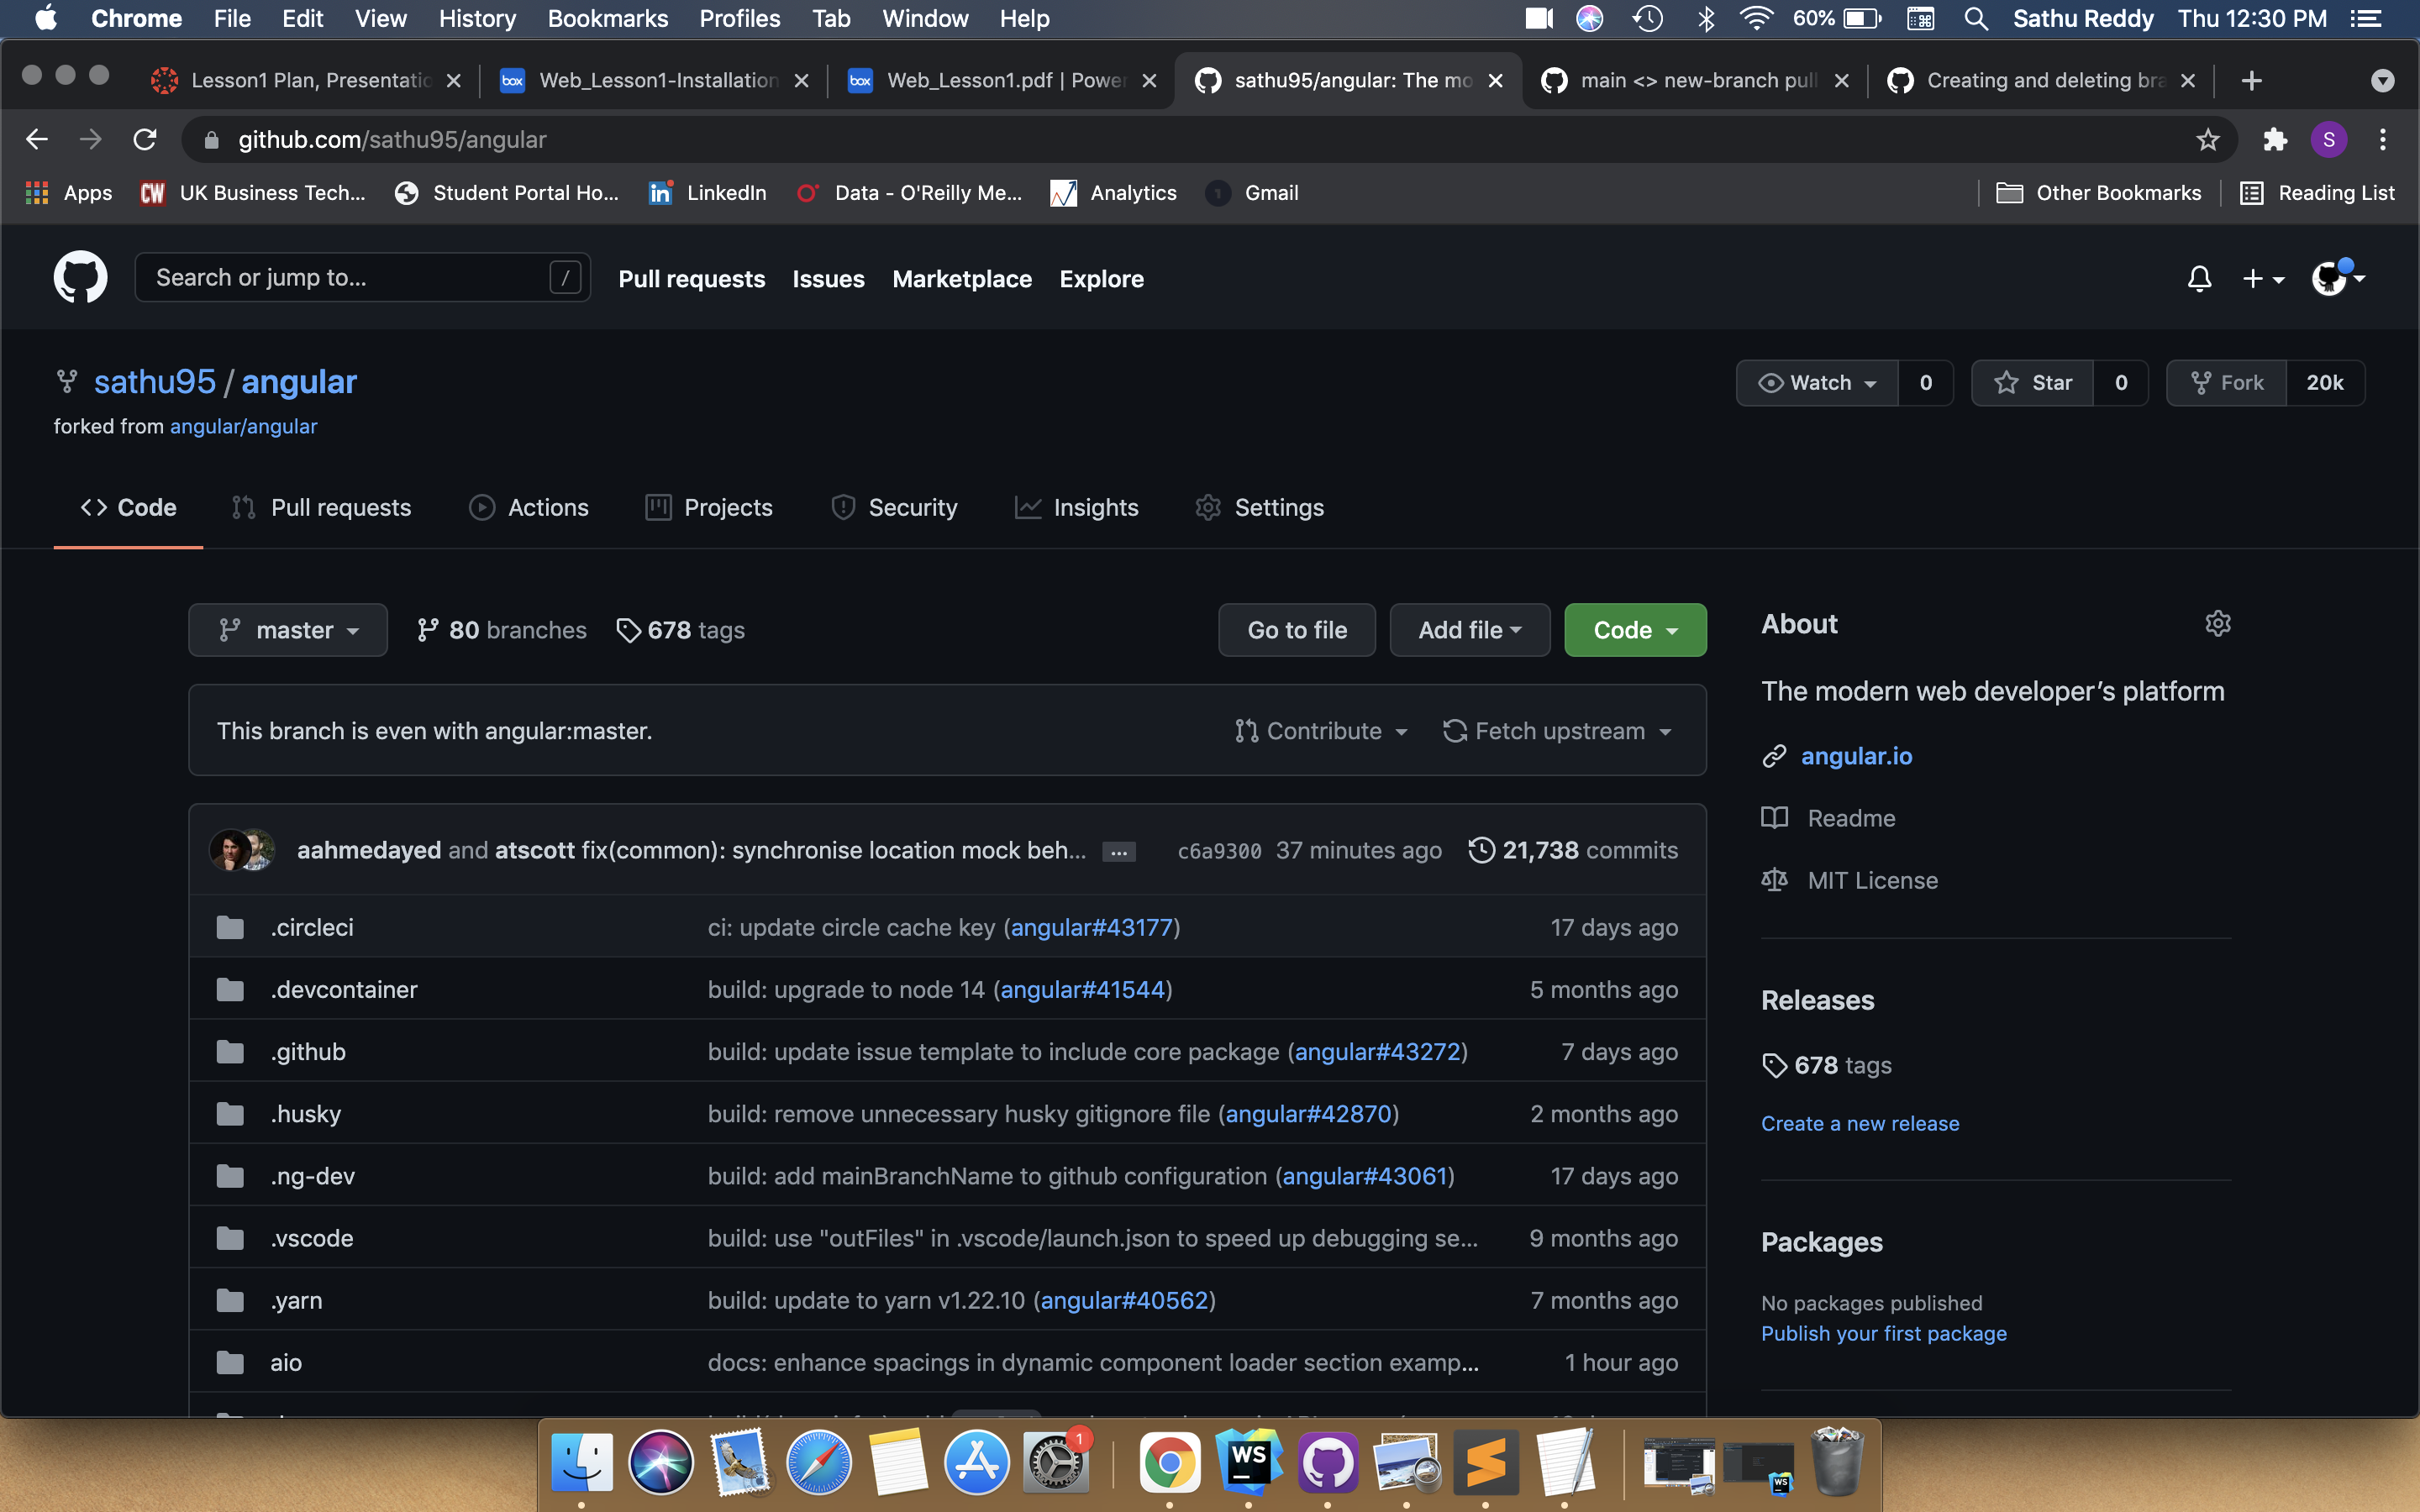 Chrome File Edit View History Bookmarks Profiles Tab Window Help 60% Sathu Reddy Thu 12:30 PM
Lesson1 Plan, Presentatio box Web_Lesson1-Installation box Web_Lesson1.pdf | Power sathu95/angular: The mo main <> new-branch pull Creating and deleting bra
github.com/sathu95/angular S
Apps CW UK Business Tech... Student Portal Ho... in LinkedIn Data - O'Reilly Me... Analytics 1 Gmail Other Bookmarks Reading List
Search or jump to... / Pull requests Issues Marketplace Explore
sathu95 / angular Watch 0 Star 0 Fork 20k
forked from angular/angular
Code Pull requests Actions Projects Security Insights Settings
master 80 branches 678 tags Go to file Add file Code
This branch is even with angular:master. Contribute Fetch upstream
aahmedayed and atscott fix(common): synchronise location mock beh... ... c6a9300 37 minutes ago 21,738 commits
.circleci ci: update circle cache key (angular#43177) 17 days ago
.devcontainer build: upgrade to node 14 (angular#41544) 5 months ago
.github build: update issue template to include core package (angular#43272) 7 days ago
.husky build: remove unnecessary husky gitignore file (angular#42870) 2 months ago
.ng-dev build: add mainBranchName to github configuration (angular#43061) 17 days ago
.vscode build: use "outFiles" in .vscode/launch.json to speed up debugging se... 9 months ago
.yarn build: update to yarn v1.22.10 (angular#40562) 7 months ago
aio docs: enhance spacings in dynamic component loader section examp... 1 hour ago
About
The modern web developer’s platform
angular.io
Readme
MIT License
Releases
678 tags
Create a new release
Packages
No packages published
Publish your first package
1
WS
WS